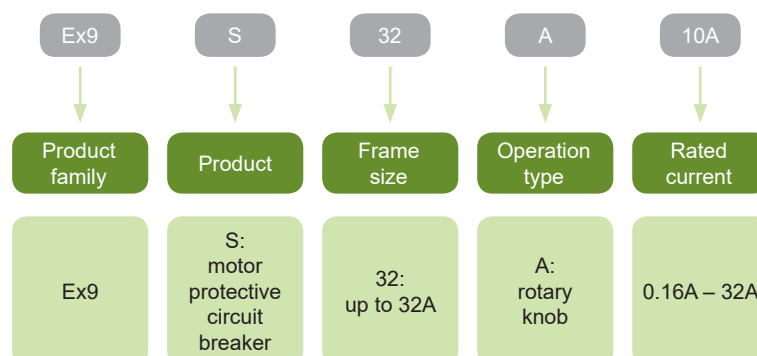 Ex9
S
32
A
10A
Product
family
Product
Frame
size
Operation
type
Rated
current
Ex9
S:
motor
protective
circuit
breaker
32:
up to 32A
A:
rotary
knob
0.16A – 32A